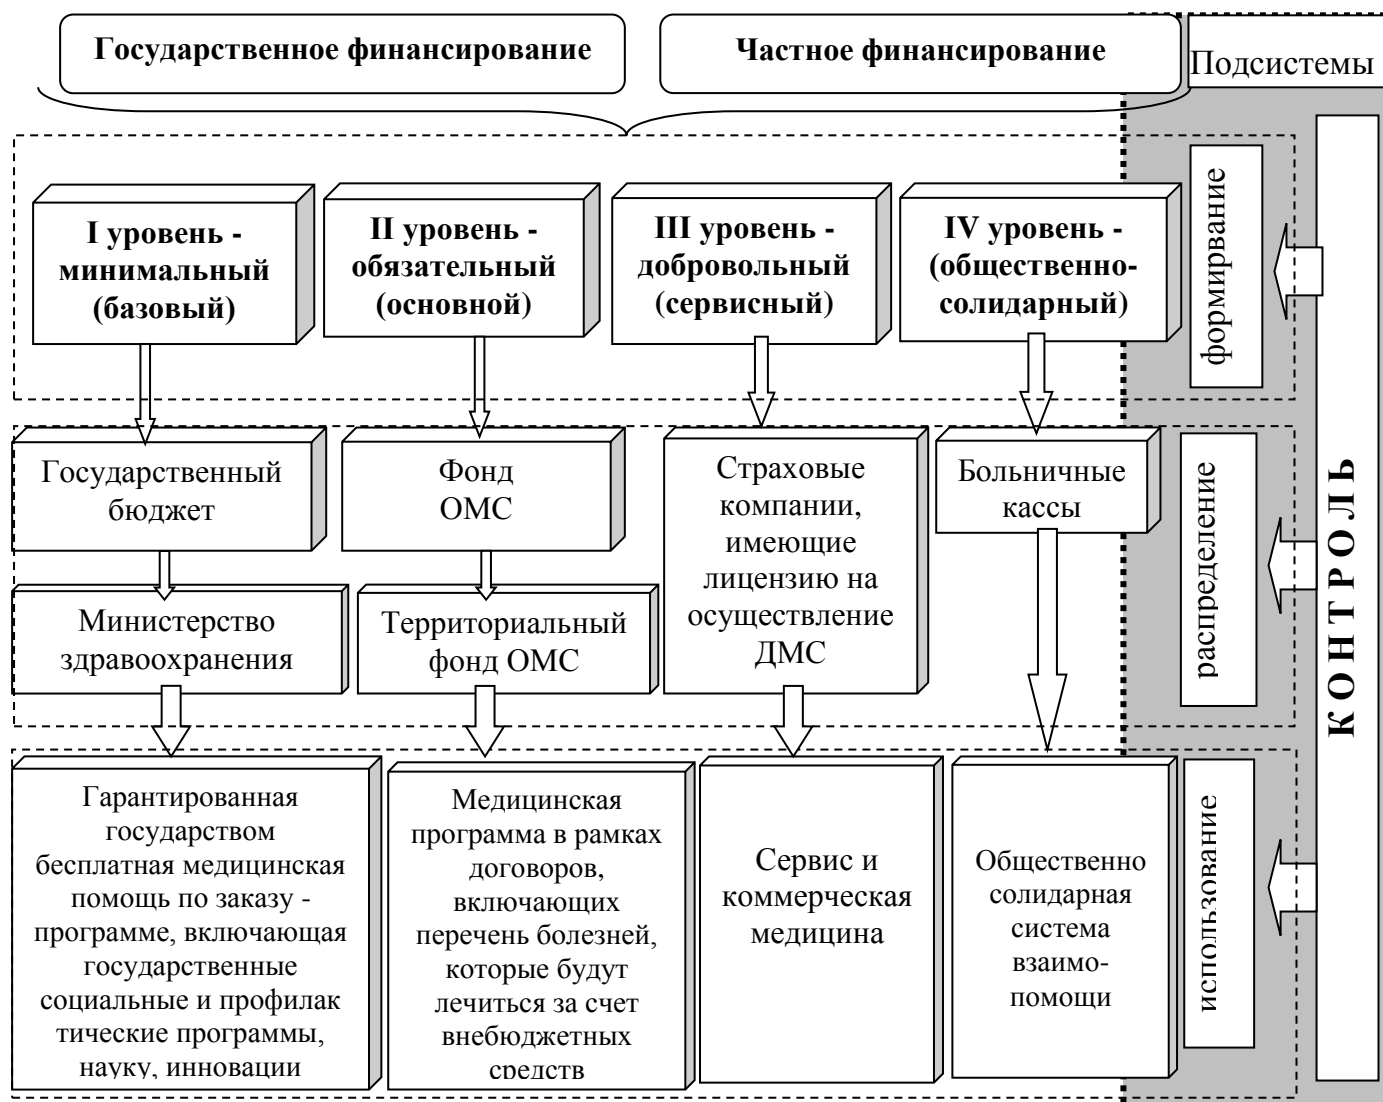 Государственное финансирование
Частное финансирование
Подсистемы
I уровень -
минимальный
(базовый)
II уровень -
обязательный
(основной)
III уровень -
добровольный
(сервисный)
IV уровень -
(общественно-
солидарный)
формирвание
Государственный
бюджет
Фонд
ОМС
Страховые
компании,
имеющие
лицензию на
осуществление
ДМС
Больничные
кассы
Министерство
здравоохранения
Территориальный
фонд ОМС
распределение
КОНТРОЛЬ
Гарантированная
государством
бесплатная медицинская
помощь по заказу -
программе, включающая
государственные
социальные и профилак
тические программы,
науку, инновации
Медицинская
программа в рамках
договоров,
включающих
перечень болезней,
которые будут
лечиться за счет
внебюджетных
средств
Сервис и
коммерческая
медицина
Общественно
солидарная
система
взаимо-
помощи
использование